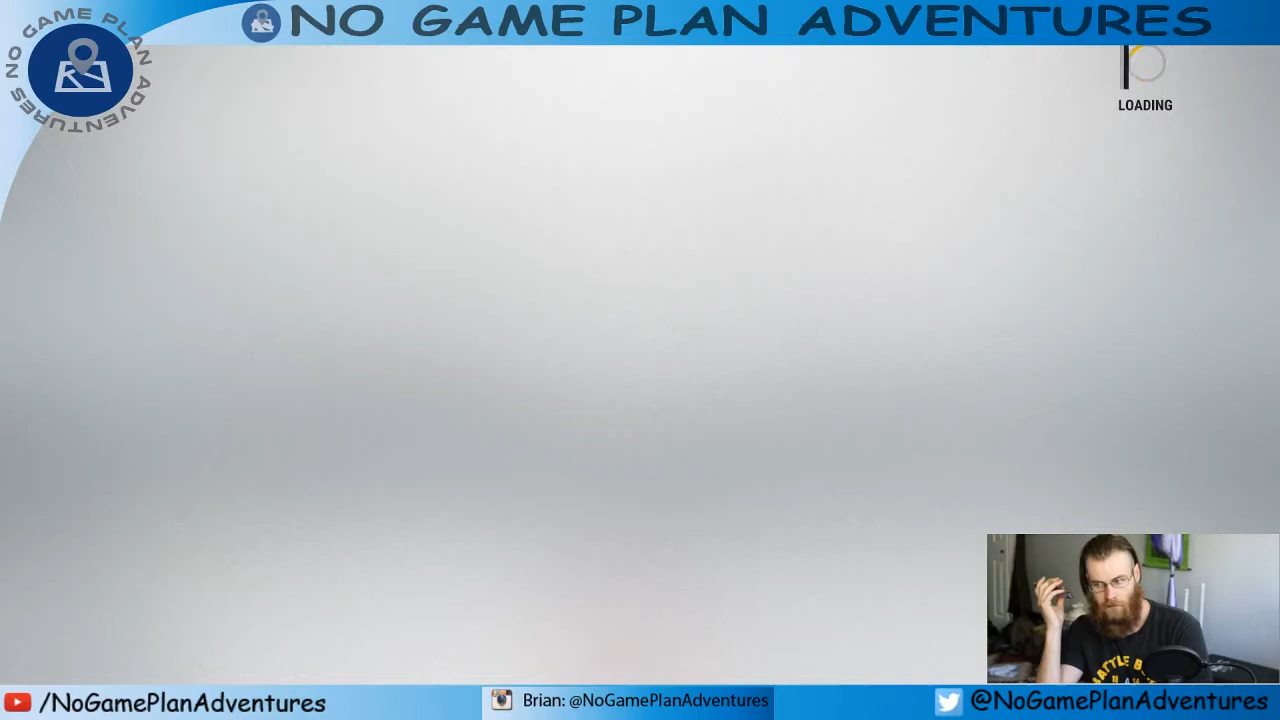 NO GAME PLAN ADVENTURES
NO GAME PLAN ADVENTURES
LOADING
/NoGamePlanAdventures
Brian: @NoGamePlanAdventures
@NoGamePlanAdventures